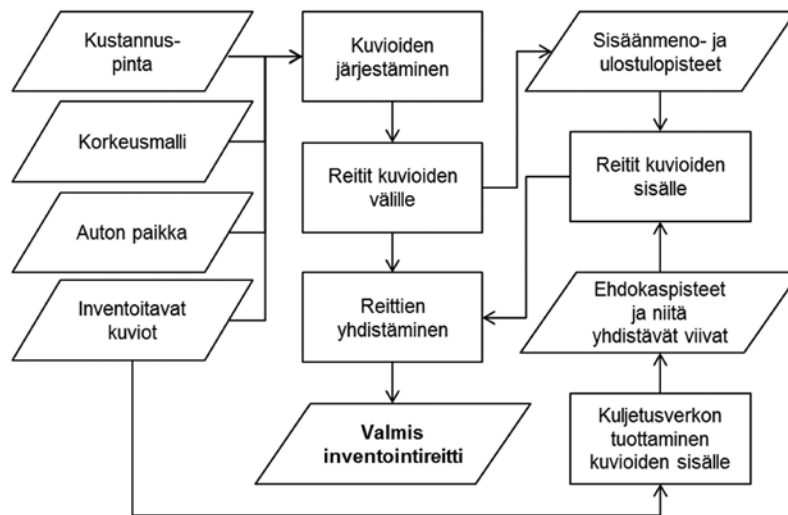 Kustannus-
pinta
Korkeusmalli
Auton paikka
Inventoitavat
kuviot
Kuvioiden
järjestäminen
Reitit kuvioiden
välille
Reittien
yhdistäminen
Valmis
inventointireitti
Sisäänmeno- ja
ulostulopisteet
Reitit kuvioiden
sisälle
Ehdokaspisteet
ja niitä
yhdistävät viivat
Kuljetusverkon
tuottaminen
kuvioiden sisälle